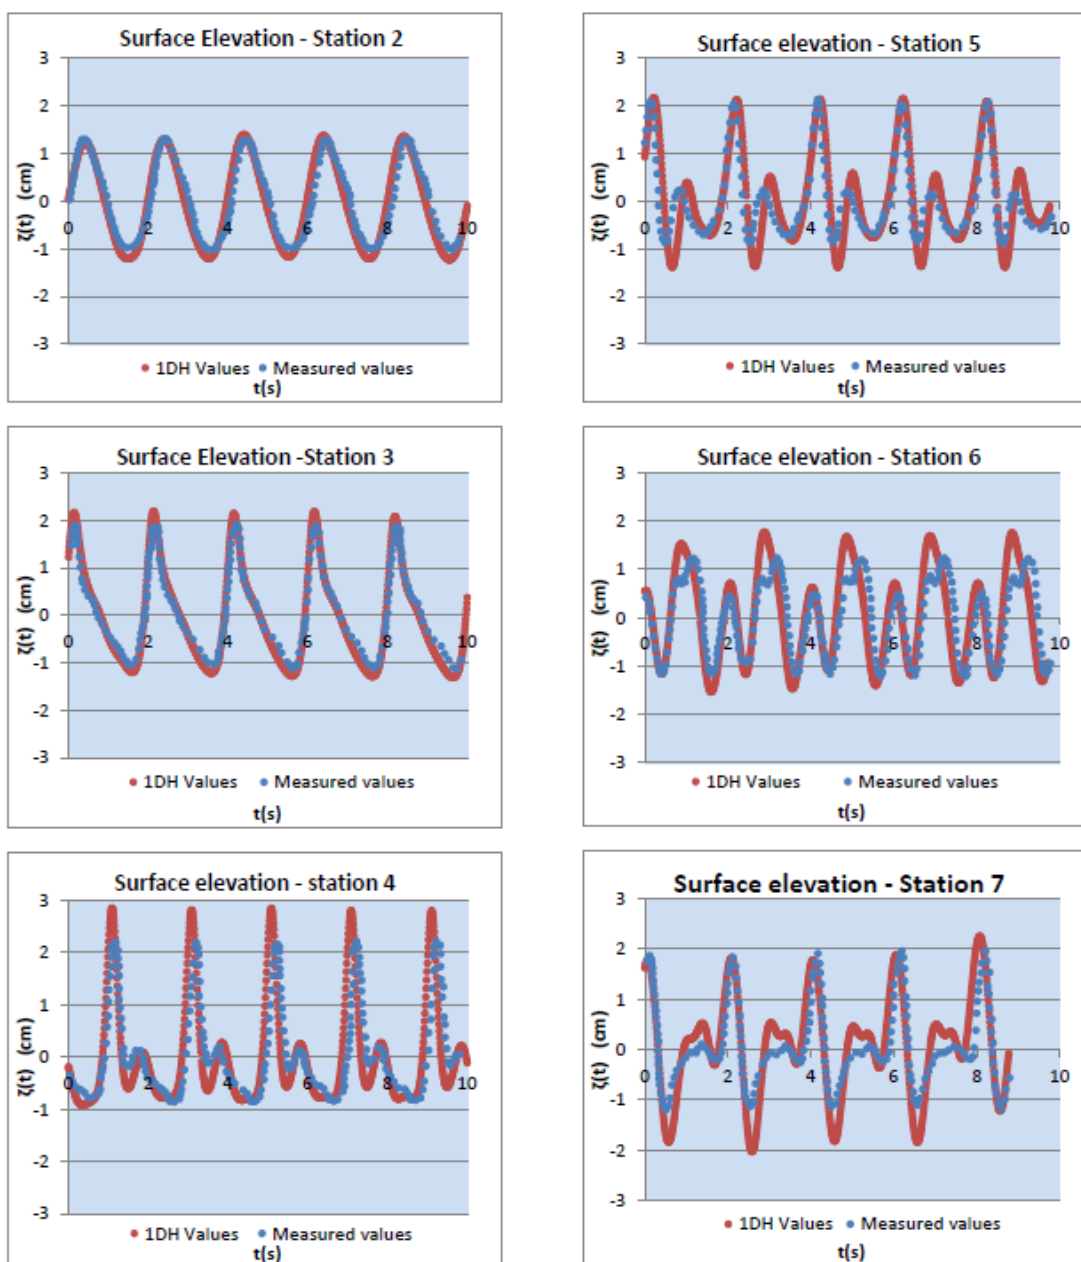 Surface Elevation - Station 2
3
2
1
0
-1
-2
-3
0 2 4 6 8 10
ζ(t) (cm)
1DH Values Measured values
t(s)
Surface elevation - Station 5
3
2
1
0
-1
-2
-3
0 2 4 6 8 10
ζ(t) (cm)
1DH Values Measured values
t(s)
Surface Elevation -Station 3
3
2
1
0
-1
-2
-3
0 2 4 6 8 10
ζ(t) (cm)
1DH Values Measured values
t(s)
Surface elevation - Station 6
3
2
1
0
-1
-2
-3
0 2 4 6 8 10
ζ(t) (cm)
1DH Values Measured values
t(s)
Surface elevation - station 4
3
2
1
0
-1
-2
-3
0 2 4 6 8 10
ζ(t) (cm)
1DH Values Measured values
t(s)
Surface elevation - Station 7
3
2
1
0
-1
-2
-3
0 2 4 6 8 10
ζ(t) (cm)
1DH Values Measured values
t(s)